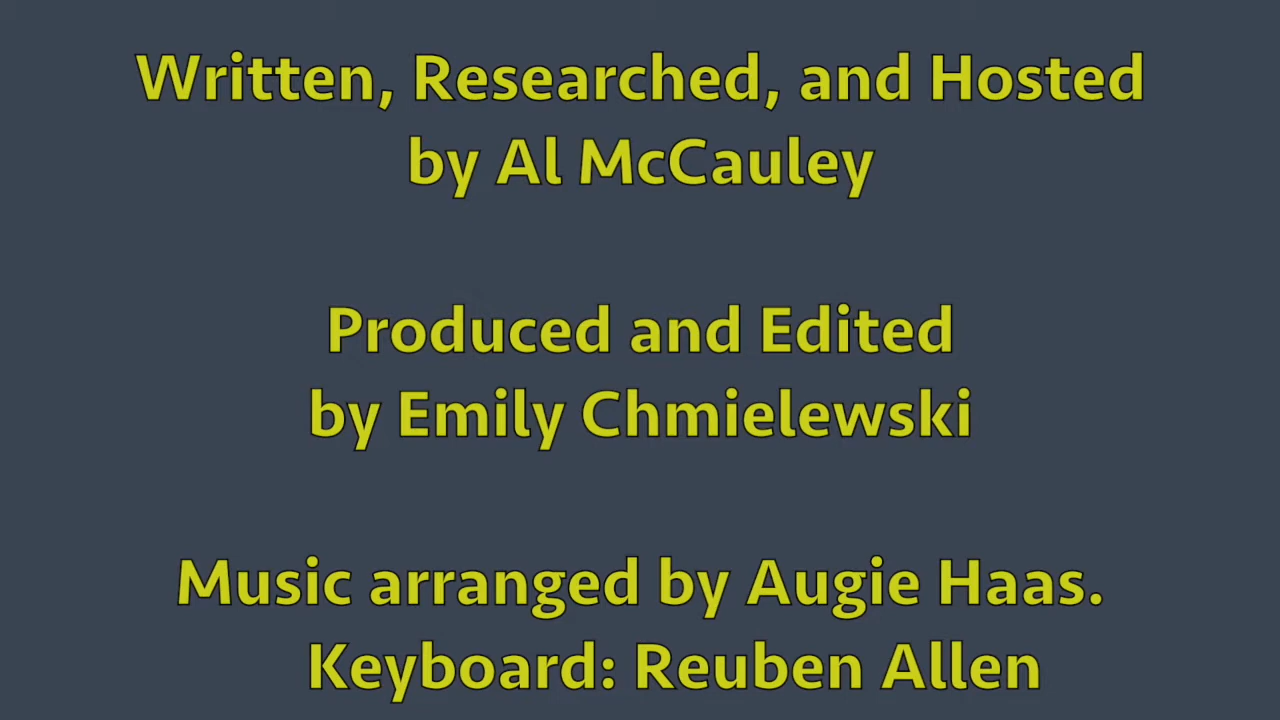 Written, Researched, and Hosted
by Al McCauley
Produced and Edited
by Emily Chmielewski
Music arranged by Augie Haas.
Keyboard: Reuben Allen